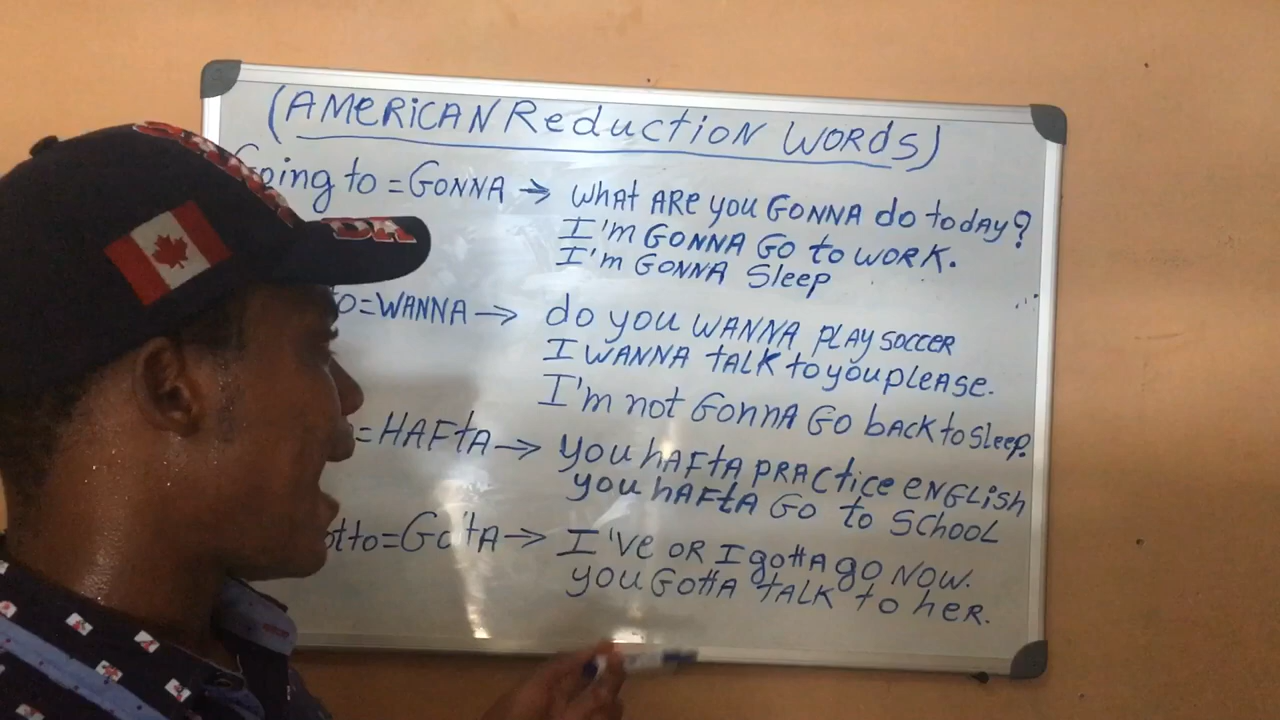 (AMERiCAN Reduction WORds)
Going to = GONNA → What ARe you GONNA do today?
I'm GONNA Go to WORK.
I'm GONNA Sleep
=WANNA → do you WANNA PLAY SOCCER
I WANNA tALK to you pleAse.
I'm not GonnA Go bACK to Sleep.
=HAFtA → you hAFtA PRACtice ENGLish
you hAFtA Go to SCHOOL
=Go'tA → I 've OR I gottA go NOW.
you GottA tALK to heR.